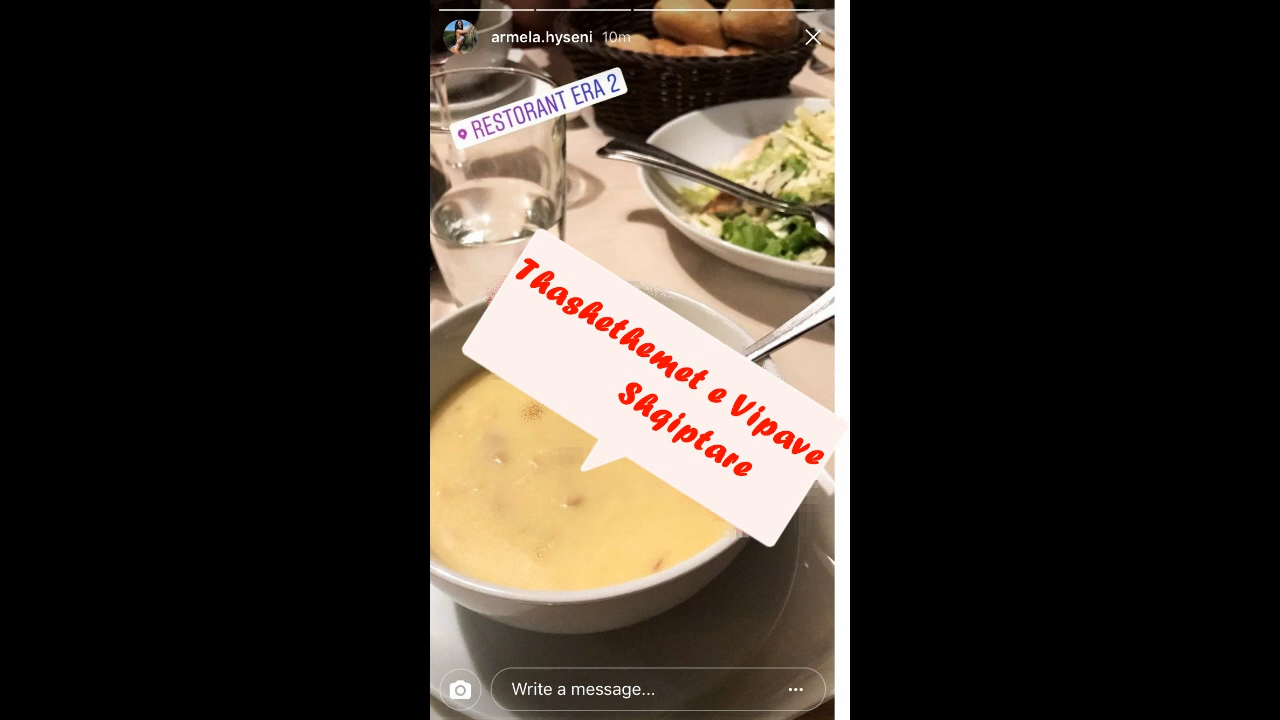 armela.hyseni 10m
RESTORANT ERA 2
Thashethemet e Vipave
Shqiptare
Write a message...